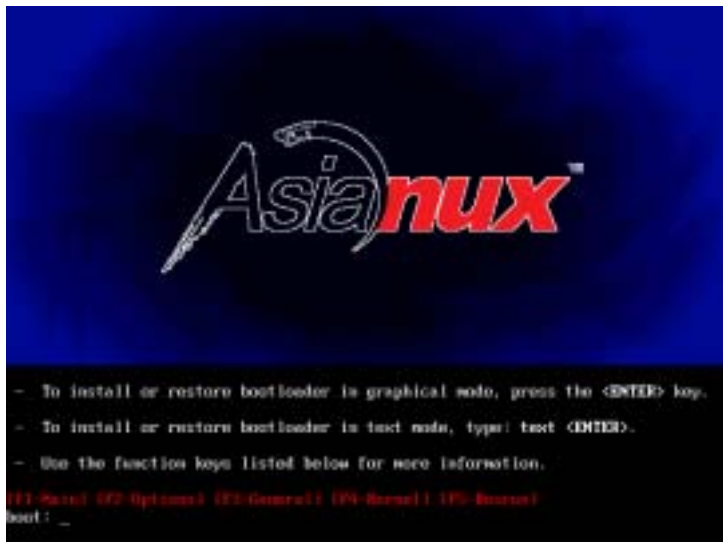 Asianux™
- To install or restore bootloader in graphical mode, press the <ENTER> key.
- To install or restore bootloader in text mode, type: text <ENTER>.
- Use the function keys listed below for more information.
[F1-Main] [F2-Options] [F3-General] [F4-Kernel] [F5-Rescue]
boot: _